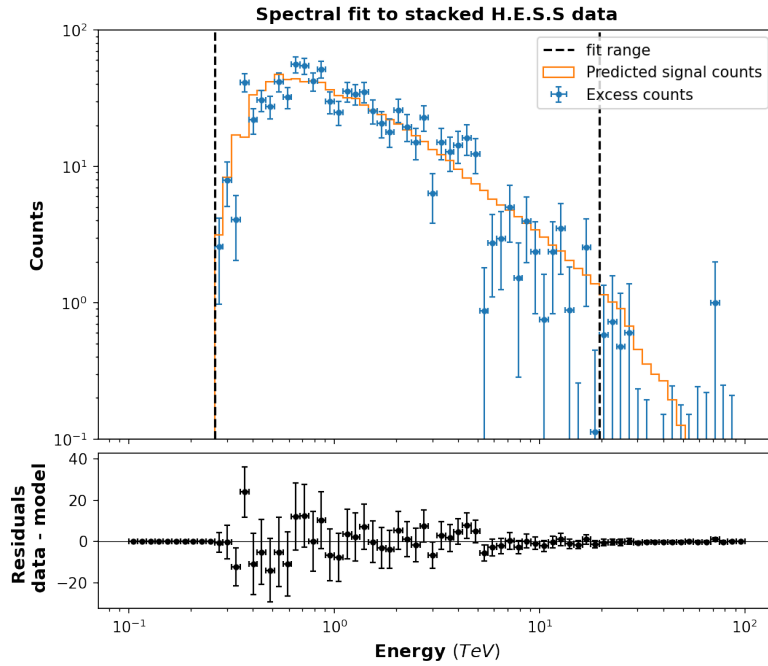 Spectral fit to stacked H.E.S.S data
fit range
Predicted signal counts
Excess counts
Counts
10²
10¹
10⁰
10⁻¹
Residuals
data - model
40
20
0
−20
10⁻¹
10⁰
10¹
10²
Energy (TeV)